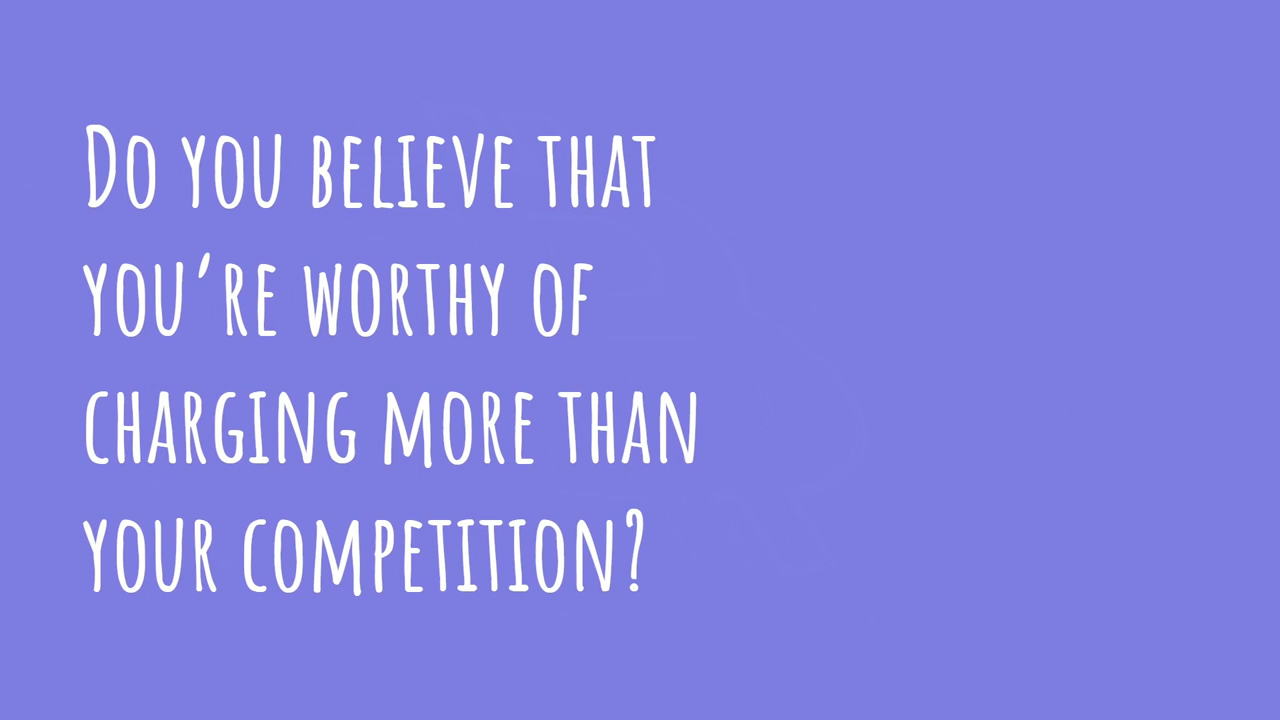 Do you believe that
you’re worthy of
charging more than
your competition?